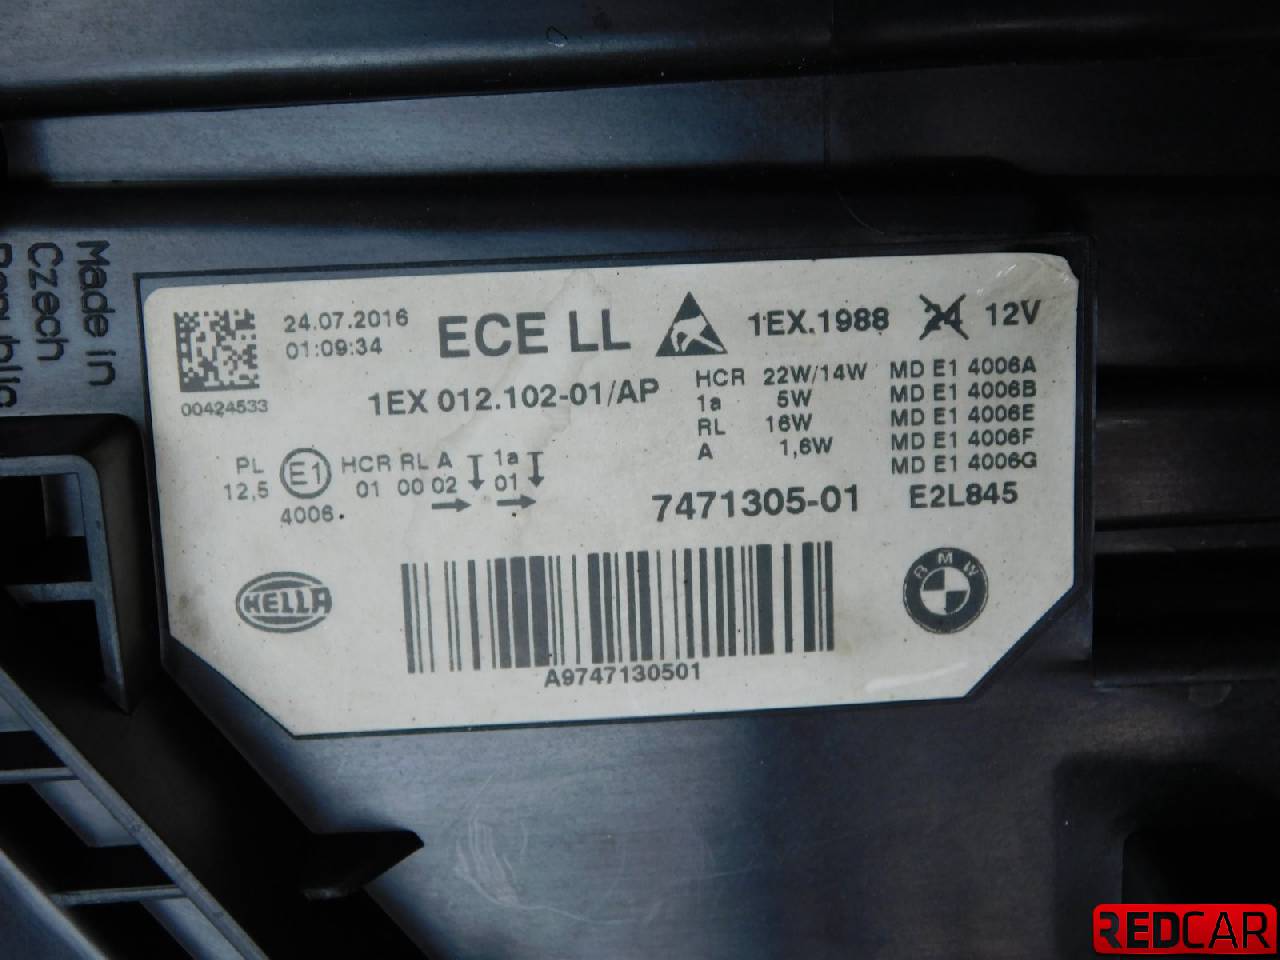 Made in
Czech
Republic
24.07.2016
01:09:34
00424533
ECE LL
1EX.1988
24 12V
1EX 012.102-01/AP
HCR 22W/14W
1a 5W
RL 16W
A 1,6W
MD E1 4006A
MD E1 4006B
MD E1 4006E
MD E1 4006F
MD E1 4006G
PL
12,5
E1
4006.
HCR RL A 1a
01 00 02 01
7471305-01
E2L845
HELLA
BMW
A9747130501
REDCAR